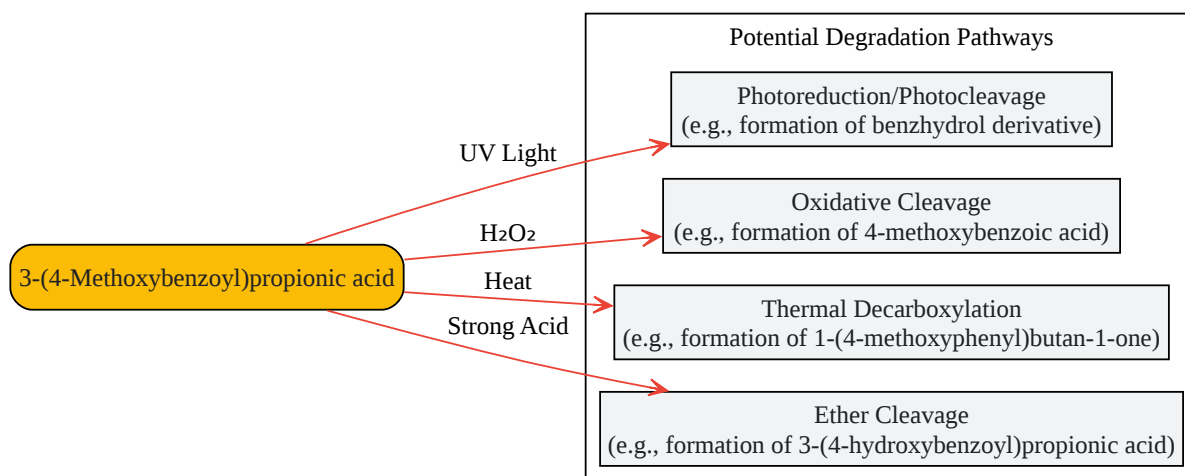 Potential Degradation Pathways
Photoreduction/Photocleavage
(e.g., formation of benzhydrol derivative)
UV Light
Oxidative Cleavage
(e.g., formation of 4-methoxybenzoic acid)
H₂O₂
3-(4-Methoxybenzoyl)propionic acid
Heat
Thermal Decarboxylation
(e.g., formation of 1-(4-methoxyphenyl)butan-1-one)
Strong Acid
Ether Cleavage
(e.g., formation of 3-(4-hydroxybenzoyl)propionic acid)